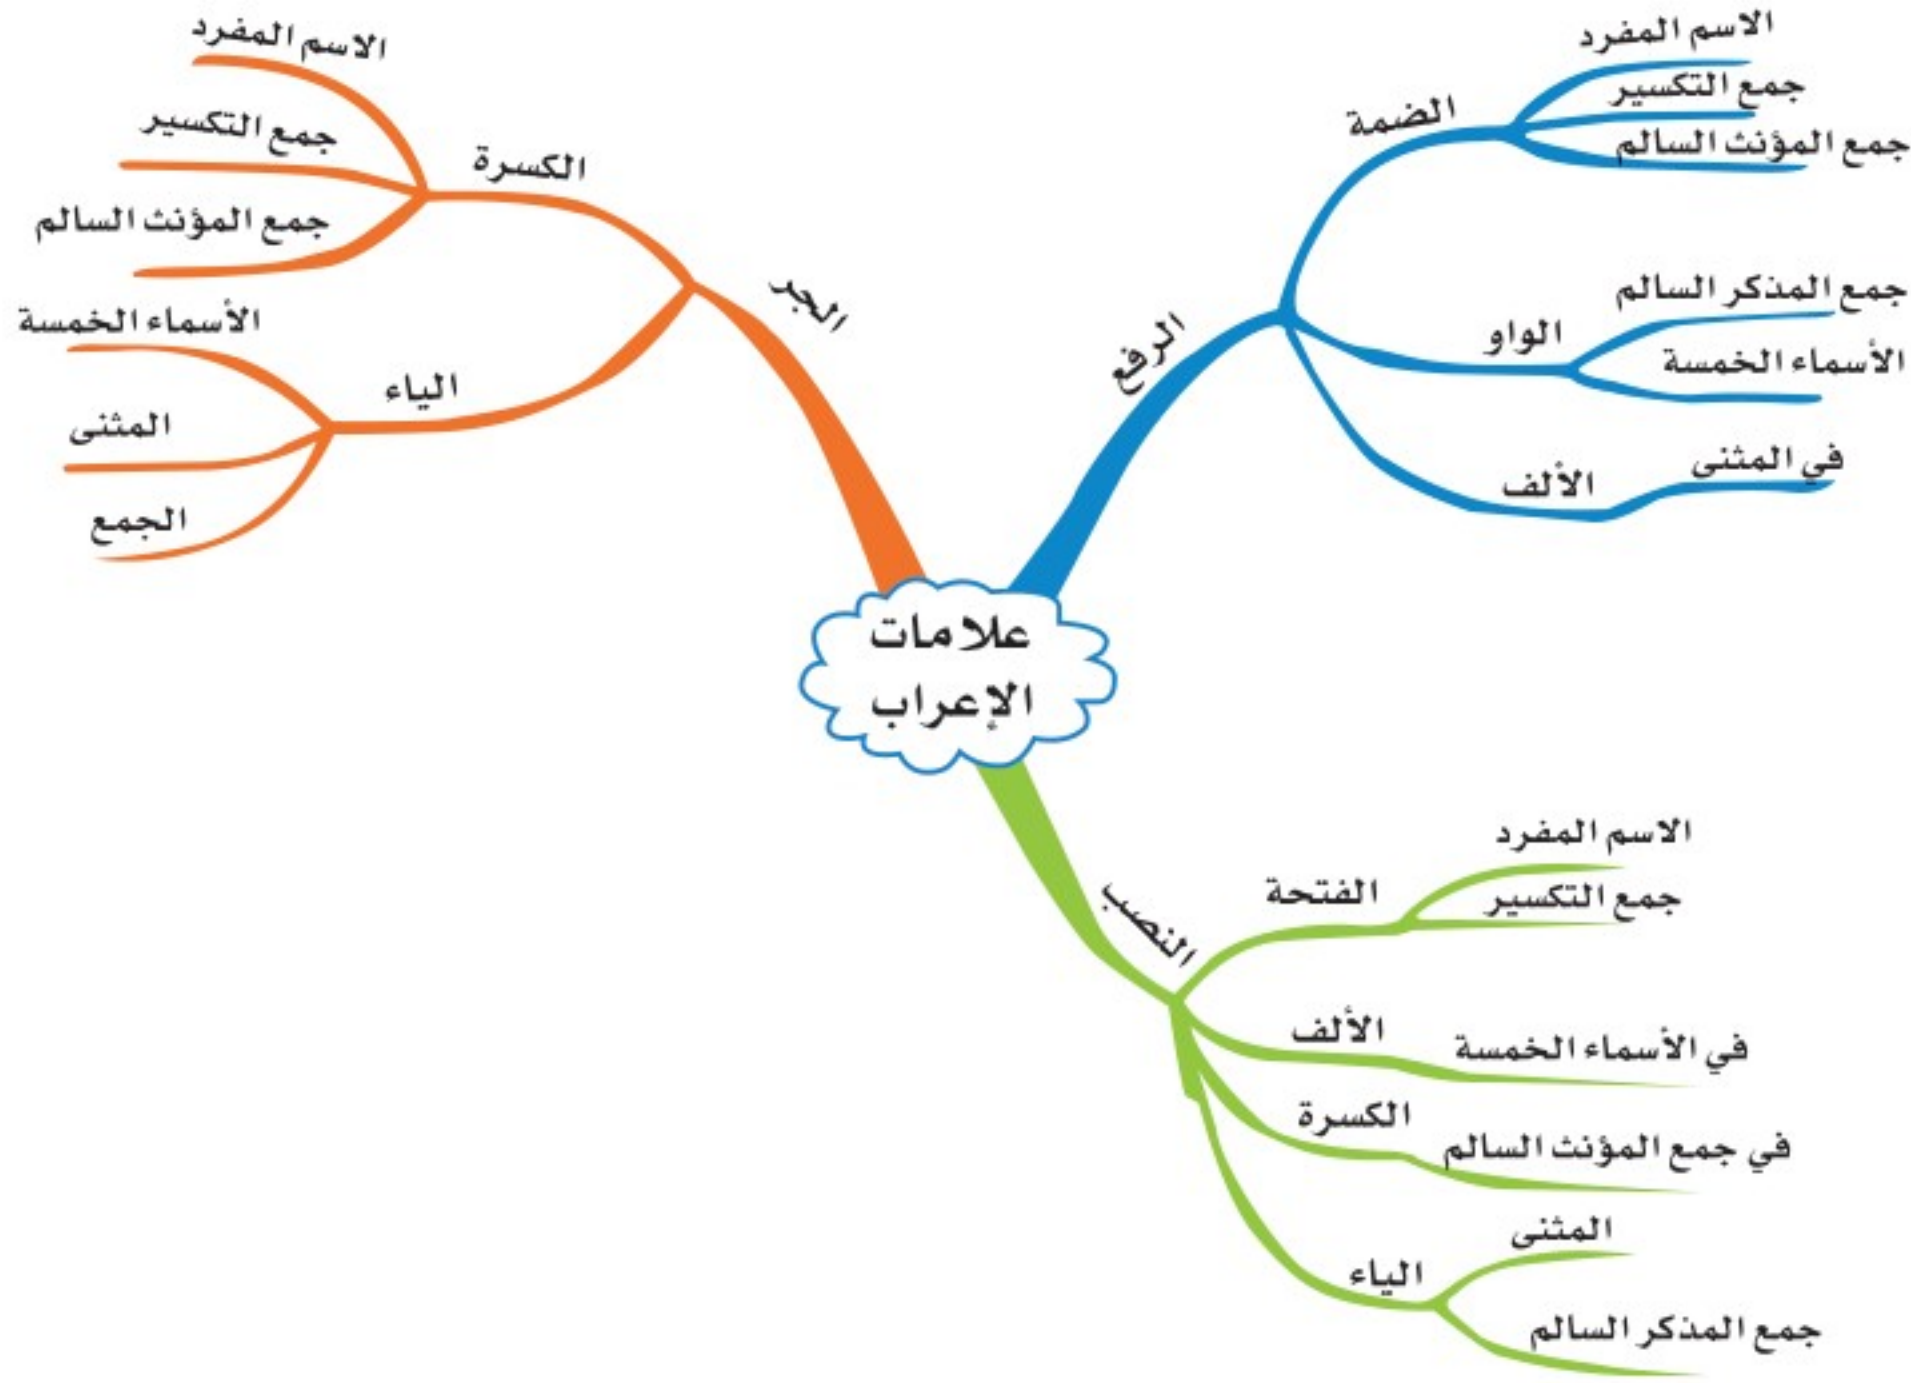 علامات
الإعراب
الرفع
الضمة
الاسم المفرد
جمع التكسير
جمع المؤنث السالم
الواو
جمع المذكر السالم
الأسماء الخمسة
الألف
في المثنى
النصب
الفتحة
الاسم المفرد
جمع التكسير
الألف
في الأسماء الخمسة
الكسرة
في جمع المؤنث السالم
الياء
المثنى
جمع المذكر السالم
الجر
الكسرة
الاسم المفرد
جمع التكسير
جمع المؤنث السالم
الياء
الأسماء الخمسة
المثنى
الجمع